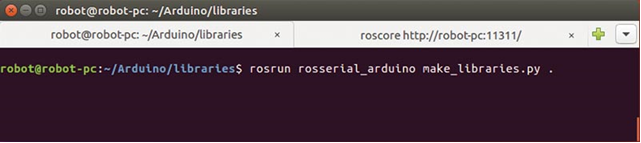 robot@robot-pc: ~/Arduino/libraries
robot@robot-pc: ~/Arduino/libraries × roscore http://robot-pc:11311/ ×
robot@robot-pc:~/Arduino/libraries$ rosrun rosserial_arduino make_libraries.py .